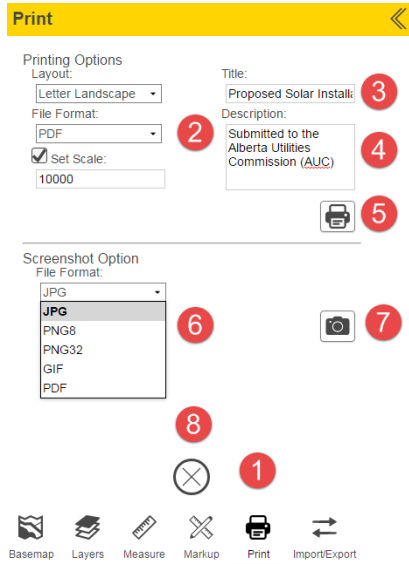 Print
Printing Options
Layout:
Letter Landscape
Title:
Proposed Solar Installa
3
File Format:
PDF
2
Description:
Submitted to the
Alberta Utilities
Commission (AUC)
4
Set Scale:
10000
5
Screenshot Option
File Format:
JPG
JPG
PNG8
PNG32
GIF
PDF
6
7
8
1
Basemap Layers Measure Markup Print Import/Export